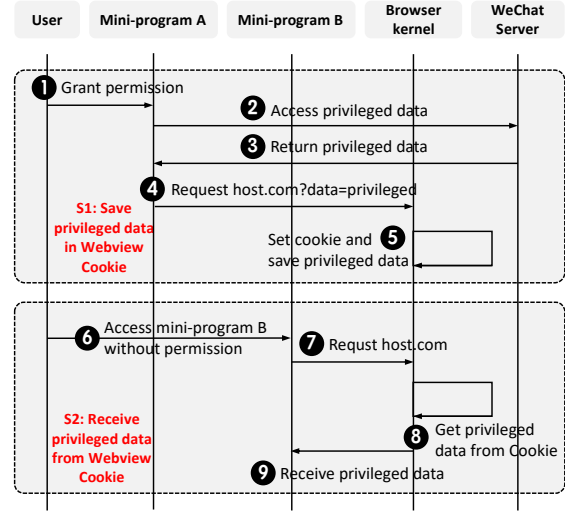 User
Mini-program A
Mini-program B
Browser
kernel
WeChat
Server
1 Grant permission
2 Access privileged data
3 Return privileged data
4 Request host.com?data=privileged
S1: Save
privileged data
in Webview
Cookie
Set cookie and 5
save privileged data
6 Access mini-program B
without permission
7 Requst host.com
S2: Receive
privileged data
from Webview
Cookie
8 Get privileged
data from Cookie
9 Receive privileged data